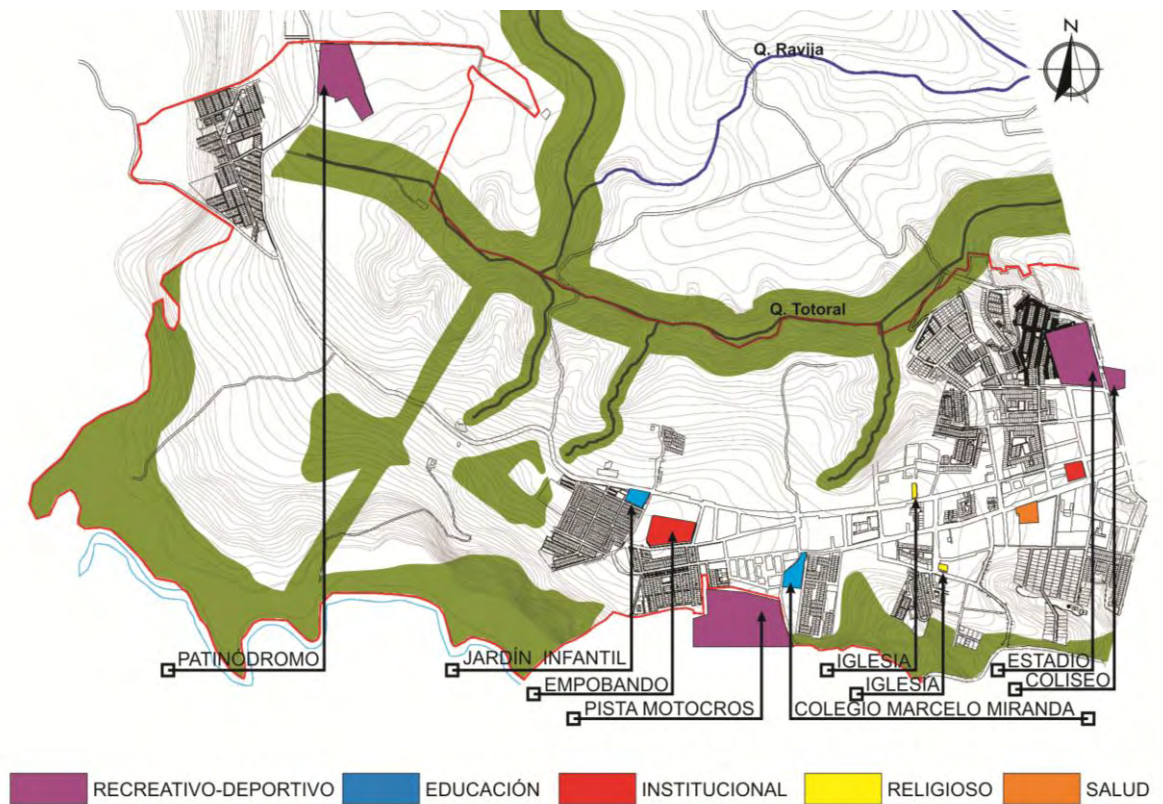 N
Q. Ravija
Q. Totoral
PATINÓDROMO
JARDÍN INFANTIL
IGLESIA
ESTADIO
EMPOBANDO
IGLESIA
COLISEO
PISTA MOTOCROS
COLEGIO MARCELO MIRANDA
RECREATIVO-DEPORTIVO
EDUCACIÓN
INSTITUCIONAL
RELIGIOSO
SALUD